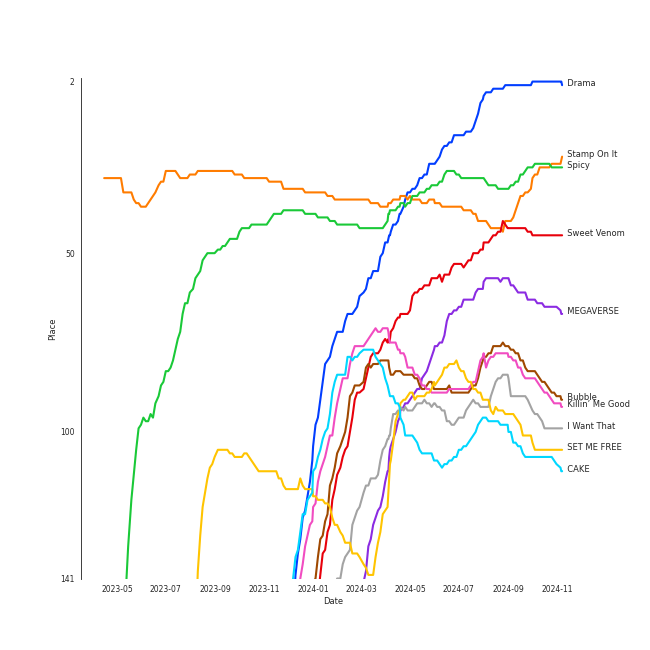 2
Drama
Stamp On It
Spicy
Sweet Venom
50
MEGAVERSE
Place
Bubble
Killin' Me Good
I Want That
100
SET ME FREE
CAKE
141
2023-05 2023-07 2023-09 2023-11 2024-01 2024-03 2024-05 2024-07 2024-09 2024-11
Date